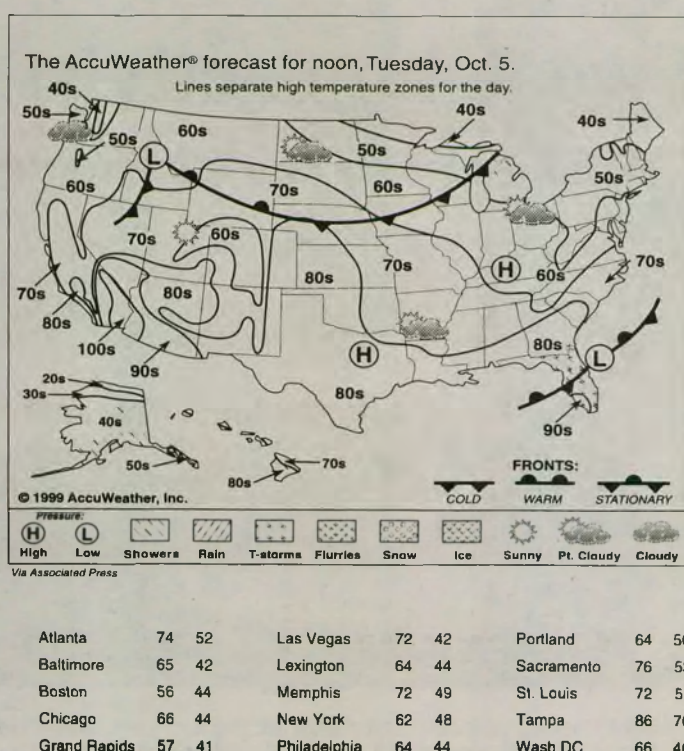 The AccuWeather® forecast for noon, Tuesday, Oct. 5.
Lines separate high temperature zones for the day.
40s
50s
50s
60s
60s
70s
60s
70s
80s
100s
90s
70s
80s
80s
70s
50s
60s
40s
40s
50s
60s
70s
80s
80s
90s
L
H
H
L
20s
30s
40s
50s
80s
70s
© 1999 AccuWeather, Inc.
FRONTS:
COLD WARM STATIONARY
Pressure:
H L
High Low Showers Rain T-storms Flurries Snow Ice Sunny Pt. Cloudy Cloudy
Via Associated Press
Atlanta 74 52 Las Vegas 72 42 Portland 64
Baltimore 65 42 Lexington 64 44 Sacramento 76
Boston 56 44 Memphis 72 49 St. Louis 72
Chicago 66 44 New York 62 48 Tampa 86
Grand Rapids 57 41 Philadelphia 64 44 Wash DC 66